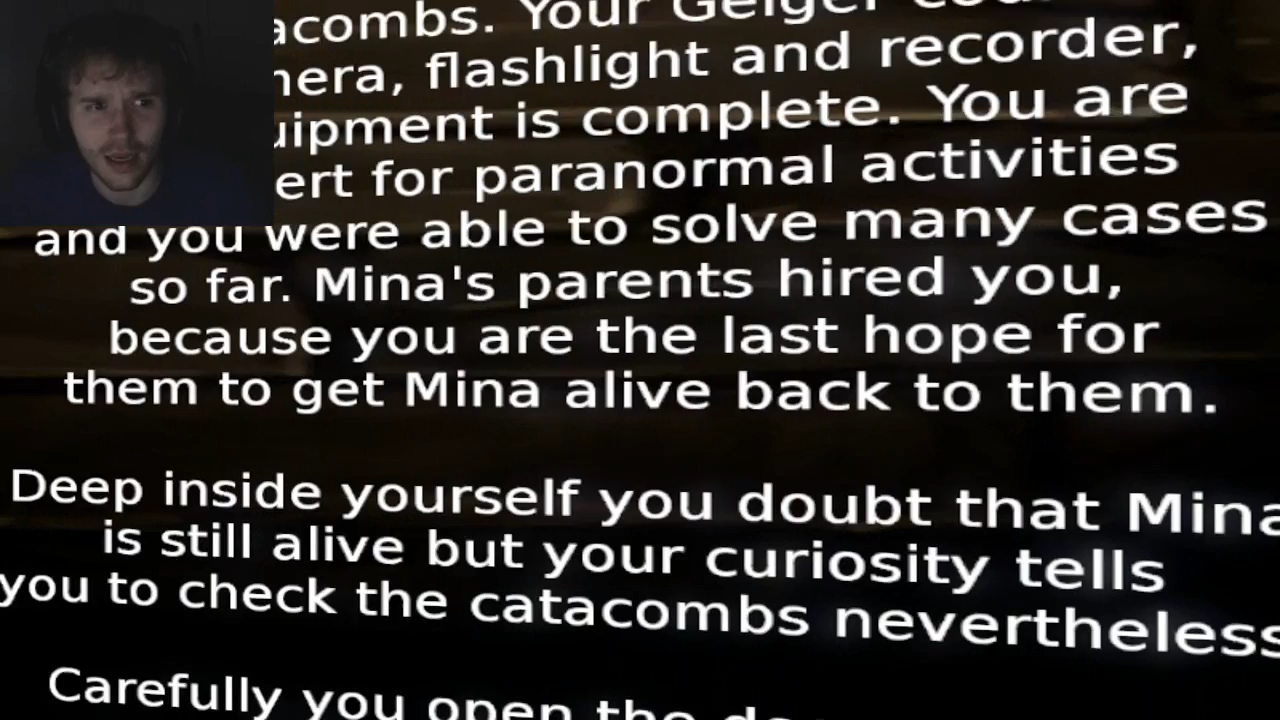 acombs. Your Geiger
flashlight and recorder,
is complete. You are
for paranormal activities
and you were able to solve many cases
so far. Mina's parents hired you,
because you are the last hope for
them to get Mina alive back to them.
Deep inside yourself you doubt that Mina
is still alive but your curiosity tells
you to check the catacombs nevertheless
Carefully you open the